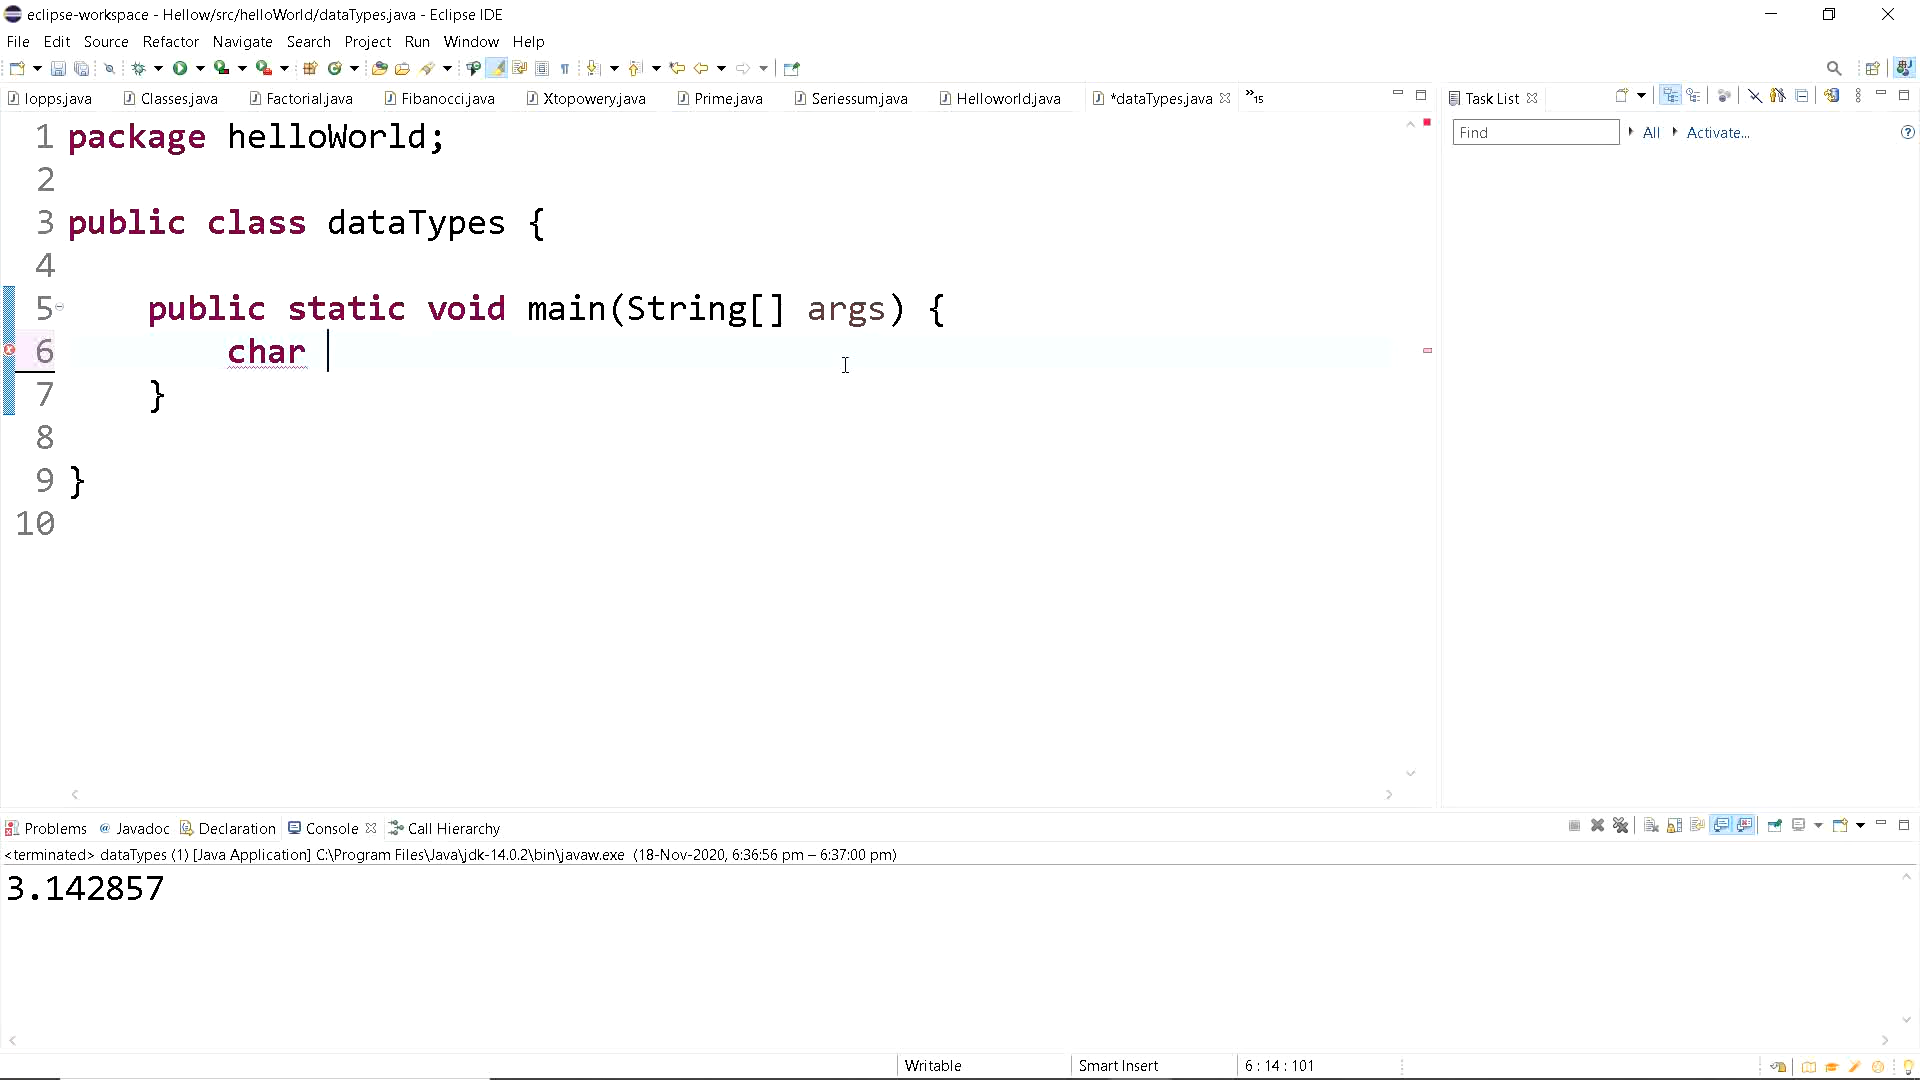 eclipse-workspace - Hellow/src/helloWorld/dataTypes.java - Eclipse IDE
File Edit Source Refactor Navigate Search Project Run Window Help
Iopps.java Classes.java Factorial.java Fibanocci.java Xtopowery.java Prime.java Seriessum.java Helloworld.java *dataTypes.java »15
Task List
Find All Activate...
1 package helloWorld;
2
3 public class dataTypes {
4
5 public static void main(String[] args) {
6 char
7 }
8
9 }
10
Problems @ Javadoc Declaration Console Call Hierarchy
<terminated> dataTypes (1) [Java Application] C:\Program Files\Java\jdk-14.0.2\bin\javaw.exe (18-Nov-2020, 6:36:56 pm – 6:37:00 pm)
3.142857
Writable Smart Insert 6 : 14 : 101